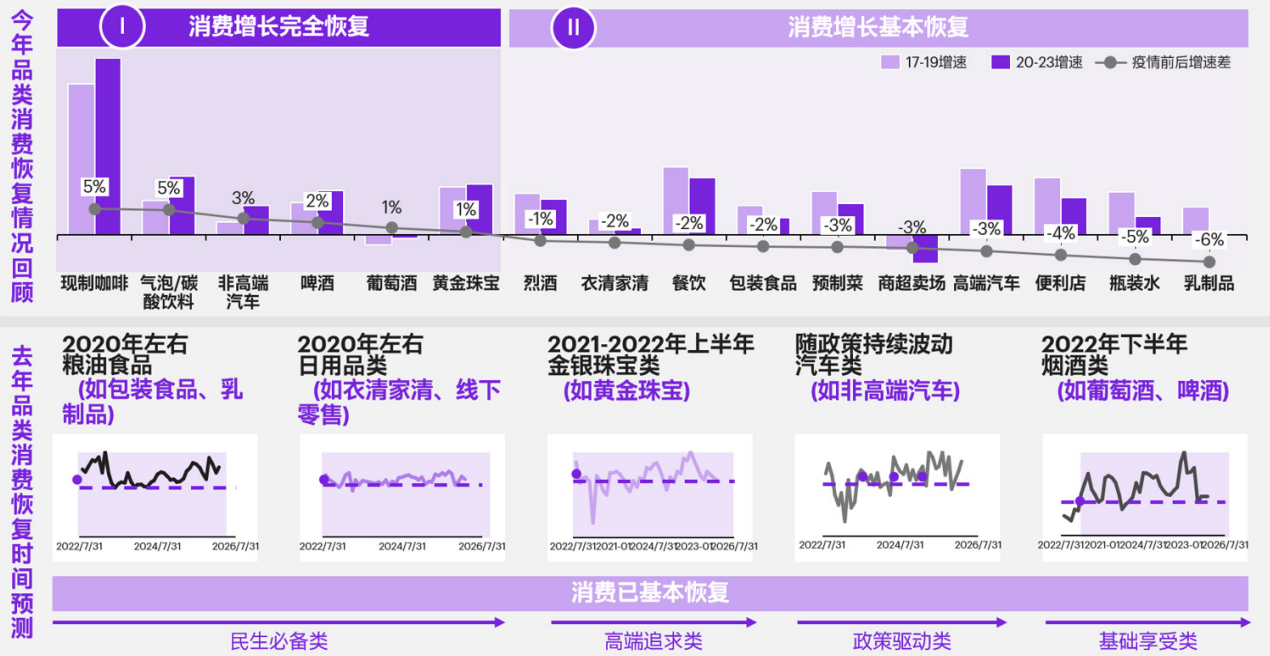 今年品类消费恢复情况回顾
I
消费增长完全恢复
II
消费增长基本恢复
17-19增速
20-23增速
疫情前后增速差
5%
5%
3%
2%
1%
1%
-1%
-2%
-2%
-2%
-3%
-3%
-3%
-4%
-5%
-6%
现制咖啡
气泡/碳
酸饮料
非高端
汽车
啤酒
葡萄酒
黄金珠宝
烈酒
衣清家清
餐饮
包装食品
预制菜
商超卖场
高端汽车
便利店
瓶装水
乳制品
去年品类消费恢复时间预测
2020年左右
粮油食品
(如包装食品、乳
制品)
2020年左右
日用品类
(如衣清家清、线下
零售)
2021-2022年上半年
金银珠宝类
(如黄金珠宝)
随政策持续波动
汽车类
(如非高端汽车)
2022年下半年
烟酒类
(如葡萄酒、啤酒)
2022/7/31
2024/7/31
2026/7/31
2022/7/31
2024/7/31
2026/7/31
2022/7/31
2021-01
2024/7/31
2023-01
2026/7/31
2022/7/31
2024/7/31
2026/7/31
2022/7/31
2021-01
2024/7/31
2023-01
2026/7/31
消费已基本恢复
民生必备类
高端追求类
政策驱动类
基础享受类